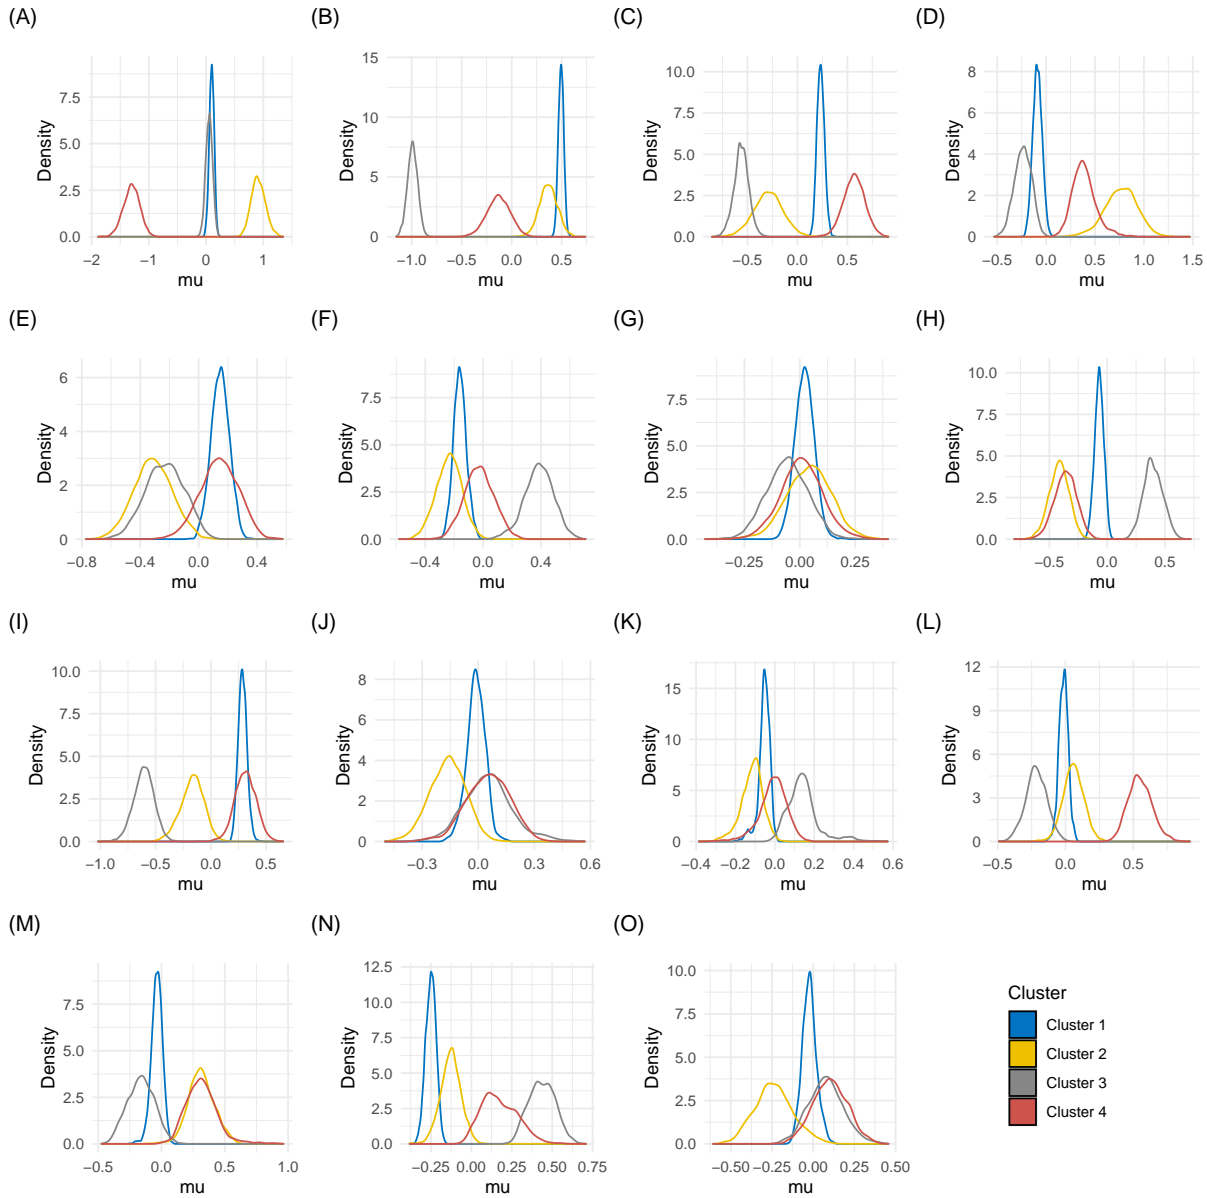 (A)
Density
7.5
5.0
2.5
0.0
−2 −1 0 1
mu
(B)
Density
15
10
5
0
−1.0 −0.5 0.0 0.5
mu
(C)
Density
10.0
7.5
5.0
2.5
0.0
−0.5 0.0 0.5
mu
(D)
Density
8
6
4
2
0
−0.5 0.0 0.5 1.0 1.5
mu
(E)
Density
6
4
2
0
−0.8 −0.4 0.0 0.4
mu
(F)
Density
7.5
5.0
2.5
0.0
−0.4 0.0 0.4
mu
(G)
Density
7.5
5.0
2.5
0.0
−0.25 0.00 0.25
mu
(H)
Density
10.0
7.5
5.0
2.5
0.0
−0.5 0.0 0.5
mu
(I)
Density
10.0
7.5
5.0
2.5
0.0
−1.0 −0.5 0.0 0.5
mu
(J)
Density
8
6
4
2
0
−0.3 0.0 0.3 0.6
mu
(K)
Density
15
10
5
0
−0.4 −0.2 0.0 0.2 0.4 0.6
mu
(L)
Density
12
9
6
3
0
−0.5 0.0 0.5
mu
(M)
Density
7.5
5.0
2.5
0.0
−0.5 0.0 0.5 1.0
mu
(N)
Density
12.5
10.0
7.5
5.0
2.5
0.0
−0.25 0.00 0.25 0.50 0.75
mu
(O)
Density
10.0
7.5
5.0
2.5
0.0
−0.50 −0.25 0.00 0.25 0.50
mu
Cluster
Cluster 1
Cluster 2
Cluster 3
Cluster 4